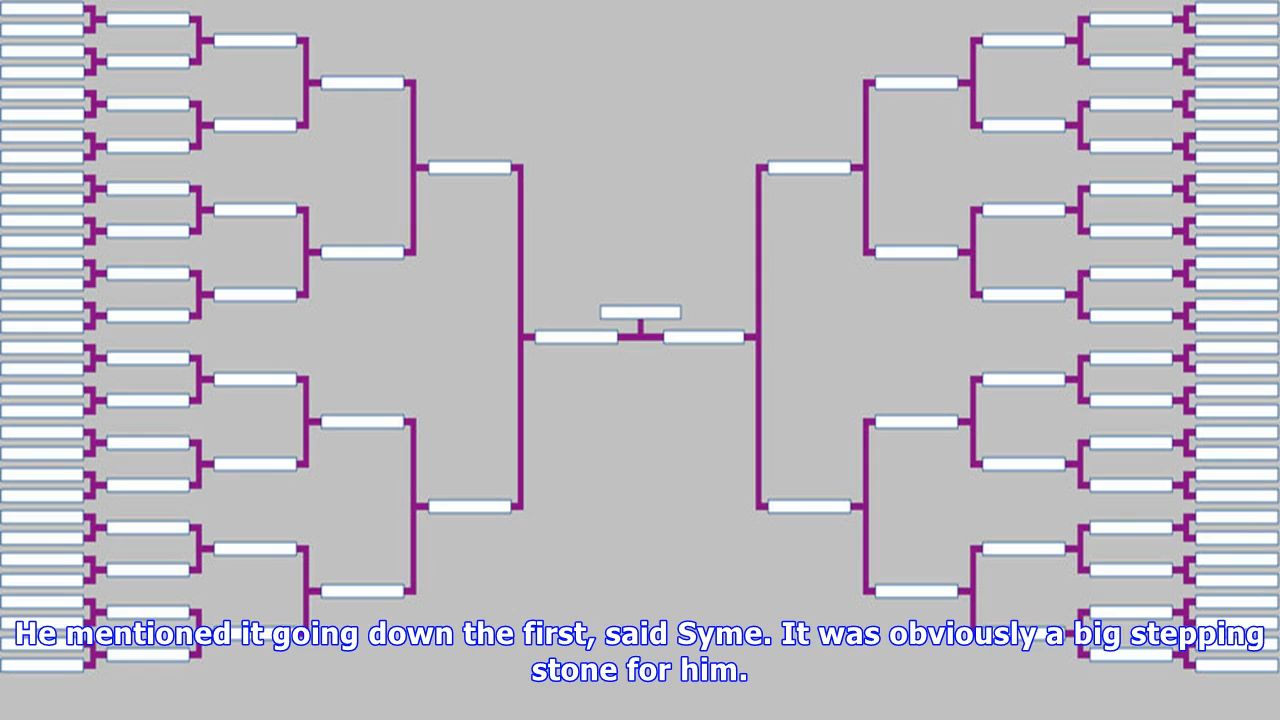 He mentioned it going down the first, said Syme. It was obviously a big stepping
stone for him.